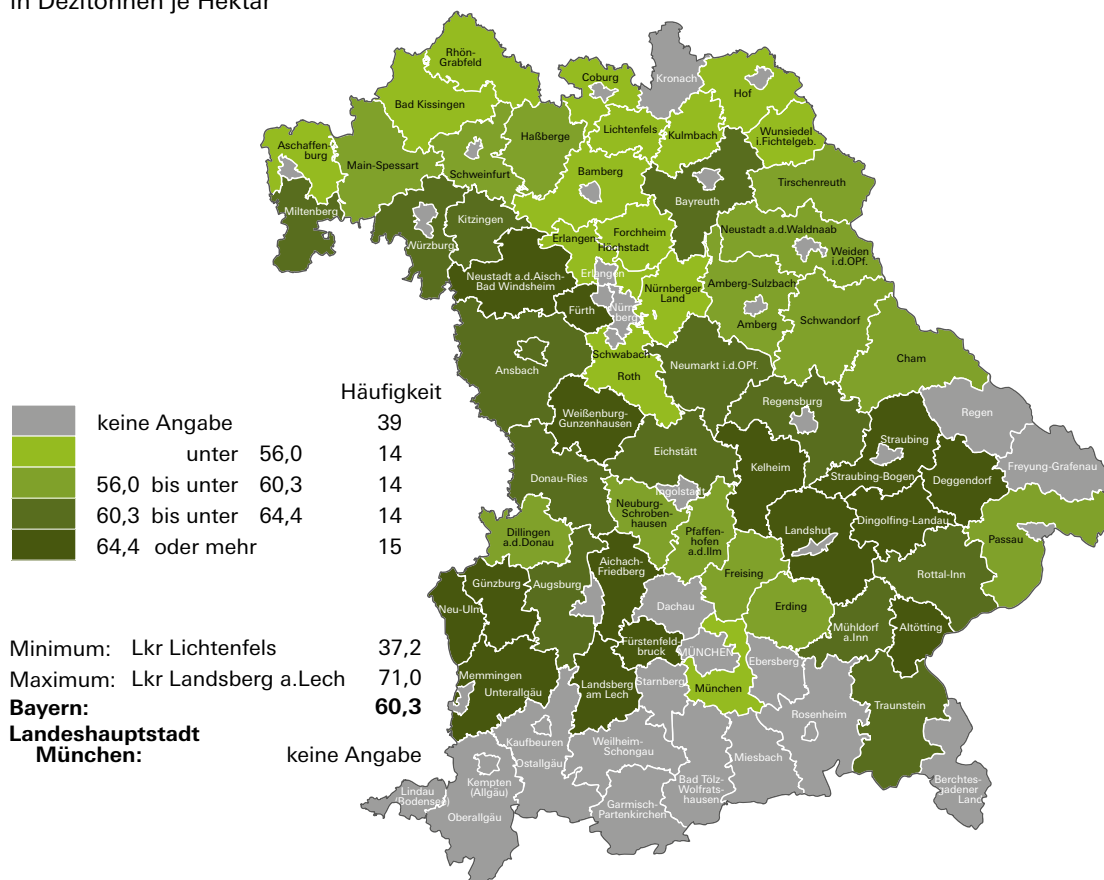 in Dezitonnen je Hektar
Rhön-
Grabfeld
Coburg
Kronach
Hof
Bad Kissingen
Lichtenfels
Kulmbach
Wunsiedel
i.Fichtelgeb.
Haßberge
Aschaffen-
burg
Main-Spessart
Schweinfurt
Bamberg
Tirschenreuth
Bayreuth
Miltenberg
Kitzingen
Würzburg
Forchheim
Neustadt a.d.Waldnaab
Erlangen-
Höchstadt
Weiden
i.d.OPf.
Erlangen
Neustadt a.d.Aisch-
Bad Windsheim
Nürnberger
Land
Amberg-Sulzbach
Fürth
Nürn-
berg
Amberg
Schwandorf
Schwabach
Cham
Ansbach
Roth
Neumarkt i.d.OPf.
Regensburg
Regen
Weißenburg-
Gunzenhausen
Straubing
Eichstätt
Kelheim
Freyung-Grafenau
Donau-Ries
Straubing-Bogen
Deggendorf
Ingolstadt
Neuburg-
Schroben-
hausen
Dingolfing-Landau
Dillingen
a.d.Donau
Pfaffen-
hofen
a.d.Ilm
Landshut
Passau
Aichach-
Friedberg
Freising
Rottal-Inn
Günzburg
Augsburg
Neu-Ulm
Dachau
Erding
Mühldorf
a.Inn
Altötting
Fürstenfeld-
bruck
MÜNCHEN
Ebersberg
Memmingen
Unterallgäu
Landsberg
am Lech
Starnberg
München
Traunstein
Rosenheim
Kaufbeuren
Ostallgäu
Weilheim-
Schongau
Miesbach
Kempten
(Allgäu)
Bad Tölz-
Wolfrats-
hausen
Berchtes-
gadener
Land
Lindau
(Bodensee)
Oberallgäu
Garmisch-
Partenkirchen
Häufigkeit
keine Angabe 39
unter 56,0 14
56,0 bis unter 60,3 14
60,3 bis unter 64,4 14
64,4 oder mehr 15
Minimum: Lkr Lichtenfels 37,2
Maximum: Lkr Landsberg a.Lech 71,0
Bayern: 60,3
Landeshauptstadt
München: keine Angabe